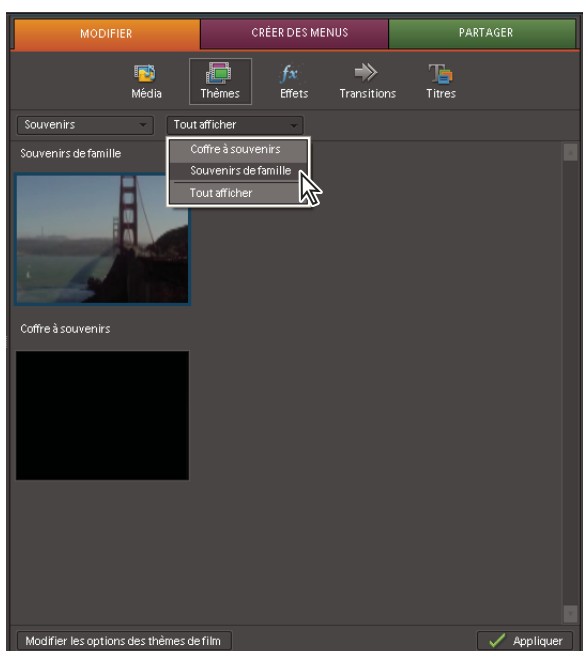 MODIFIER
CRÉER DES MENUS
PARTAGER
Média
Thèmes
Effets
Transitions
Titres
Souvenirs
Tout afficher
Coffre à souvenirs
Souvenirs de famille
Tout afficher
Souvenirs de famille
Coffre à souvenirs
Modifier les options des thèmes de film
Appliquer